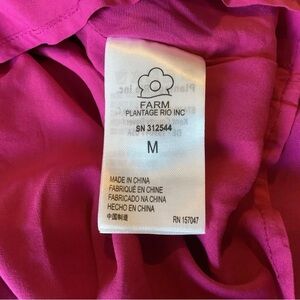 FARM
PLANTAGE RIO INC
SN 312544
M
MADE IN CHINA
FABRIQUÉ EN CHINE
FABRICADO NA CHINA
HECHO EN CHINA
中国制造
RN 157047